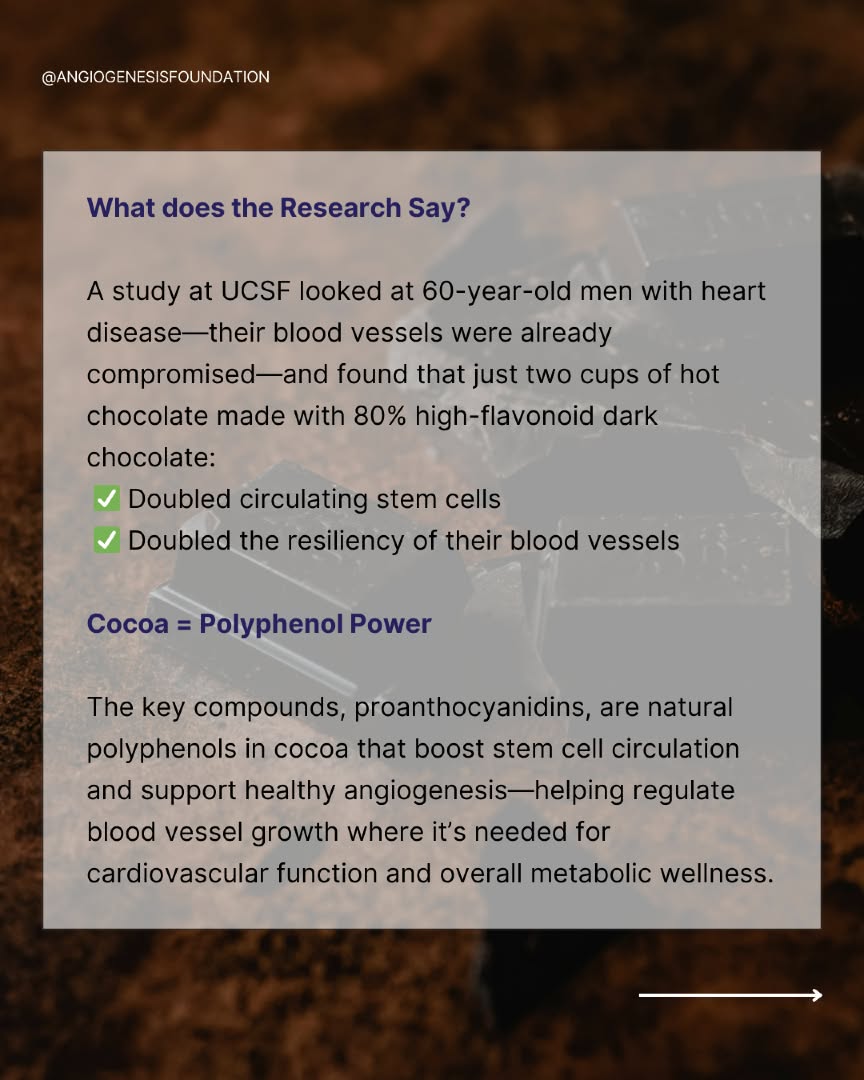 @ANGIOGENESISFOUNDATION
What does the Research Say?
A study at UCSF looked at 60-year-old men with heart
disease—their blood vessels were already
compromised—and found that just two cups of hot
chocolate made with 80% high-flavonoid dark
chocolate:
✅ Doubled circulating stem cells
✅ Doubled the resiliency of their blood vessels
Cocoa = Polyphenol Power
The key compounds, proanthocyanidins, are natural
polyphenols in cocoa that boost stem cell circulation
and support healthy angiogenesis—helping regulate
blood vessel growth where it’s needed for
cardiovascular function and overall metabolic wellness.